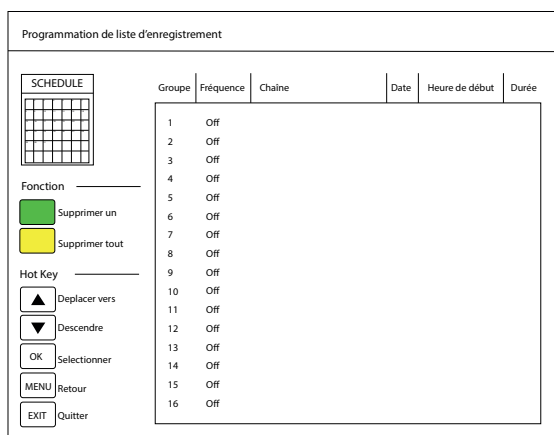 Programmation de liste d'enregistrement
SCHEDULE
Groupe Fréquence Chaîne Date Heure de début Durée
1 Off
2 Off
3 Off
4 Off
5 Off
6 Off
7 Off
8 Off
9 Off
10 Off
11 Off
12 Off
13 Off
14 Off
15 Off
16 Off
Fonction
Supprimer un
Supprimer tout
Hot Key
Deplacer vers
Descendre
OK Selectionner
MENU Retour
EXIT Quitter